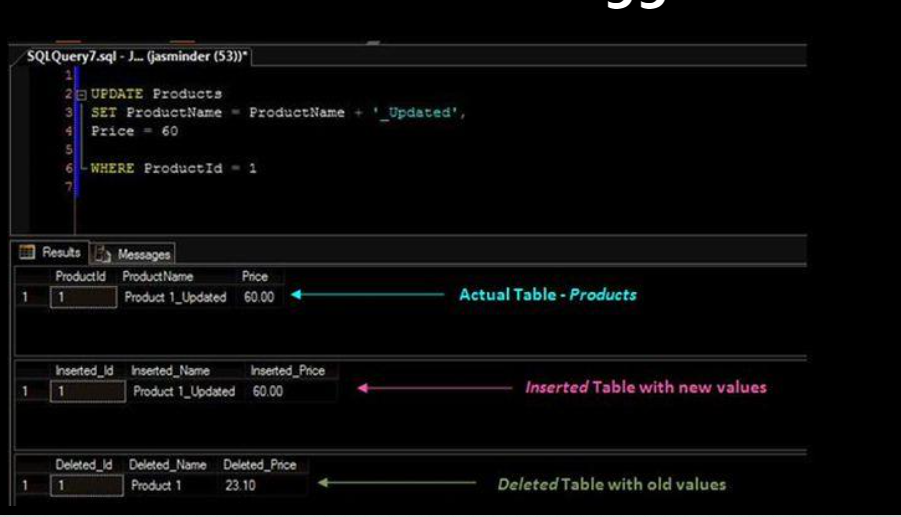 SQLQuery7.sql - J... (jasminder (53))*
1
2 UPDATE Products
3 SET ProductName = ProductName + '_Updated',
4 Price = 60
5
6 WHERE ProductId = 1
7
Results Messages
ProductId ProductName Price
1 1 Product 1_Updated 60.00 Actual Table - Products
Inserted_Id Inserted_Name Inserted_Price
1 1 Product 1_Updated 60.00 Inserted Table with new values
Deleted_Id Deleted_Name Deleted_Price
1 1 Product 1 23.10 Deleted Table with old values